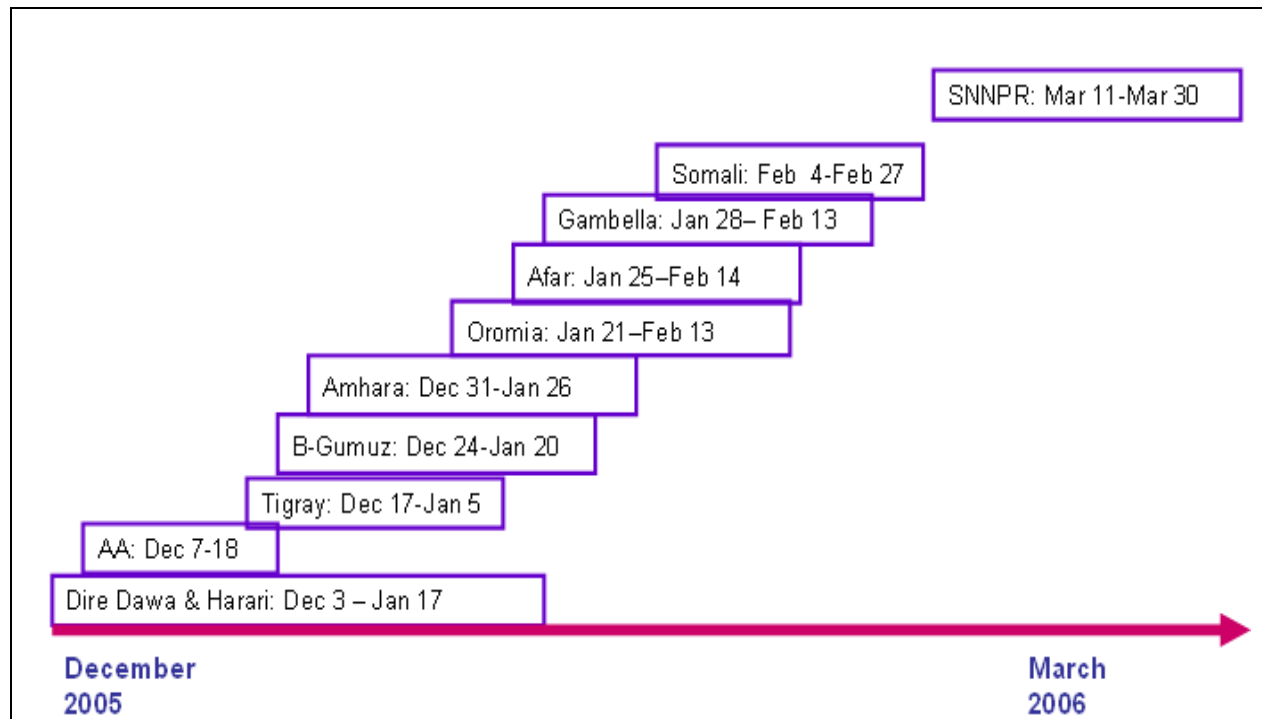 SNNPR: Mar 11-Mar 30
Somali: Feb  4-Feb 27
Gambella: Jan 28– Feb 13
Afar: Jan 25–Feb 14
Oromia: Jan 21–Feb 13
Amhara: Dec 31-Jan 26
B-Gumuz: Dec 24-Jan 20
Tigray: Dec 17-Jan 5
AA: Dec 7-18
Dire Dawa & Harari: Dec 3 – Jan 17
December
2005
March
2006